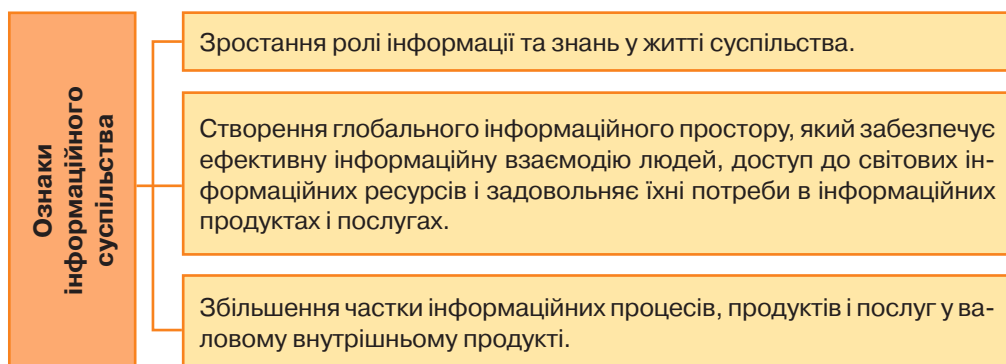 Ознаки
інформаційного
суспільства
Зростання ролі інформації та знань у житті суспільства.
Створення глобального інформаційного простору, який забезпечує
ефективну інформаційну взаємодію людей, доступ до світових ін-
формаційних ресурсів і задовольняє їхні потреби в інформаційних
продуктах і послугах.
Збільшення частки інформаційних процесів, продуктів і послуг у ва-
ловому внутрішньому продукті.